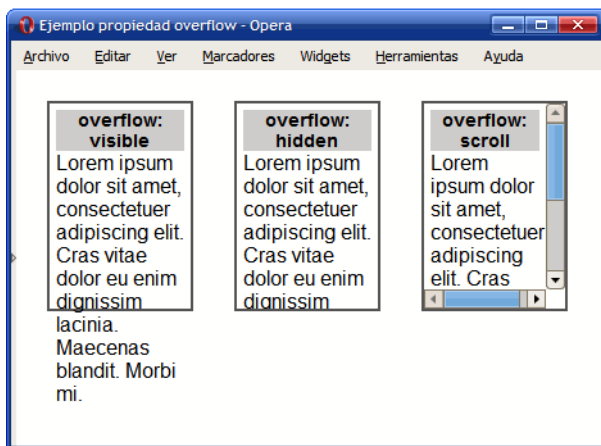 Ejemplo propiedad overflow - Opera
Archivo Editar Ver Marcadores Widgets Herramientas Ayuda
overflow:
visible
Lorem ipsum
dolor sit amet,
consectetuer
adipiscing elit.
Cras vitae
dolor eu enim
dignissim
lacinia.
Maecenas
blandit. Morbi
mi.
overflow:
hidden
Lorem ipsum
dolor sit amet,
consectetuer
adipiscing elit.
Cras vitae
dolor eu enim
dignissim
overflow:
scroll
Lorem
ipsum dolor
sit amet,
consectetuer
adipiscing
elit. Cras